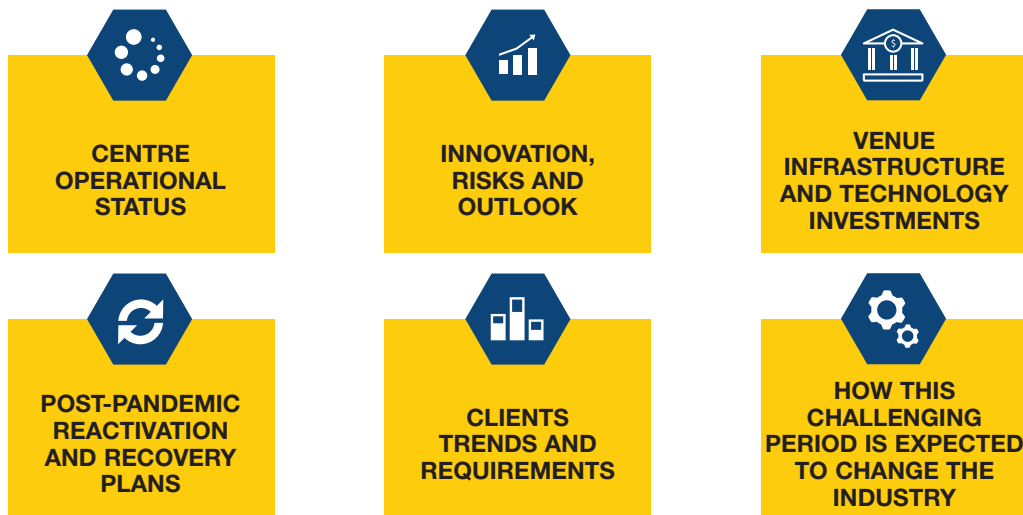 CENTRE
OPERATIONAL
STATUS
INNOVATION,
RISKS AND
OUTLOOK
$
VENUE
INFRASTRUCTURE
AND TECHNOLOGY
INVESTMENTS
POST-PANDEMIC
REACTIVATION
AND RECOVERY
PLANS
CLIENTS
TRENDS AND
REQUIREMENTS
HOW THIS
CHALLENGING
PERIOD IS EXPECTED
TO CHANGE THE
INDUSTRY